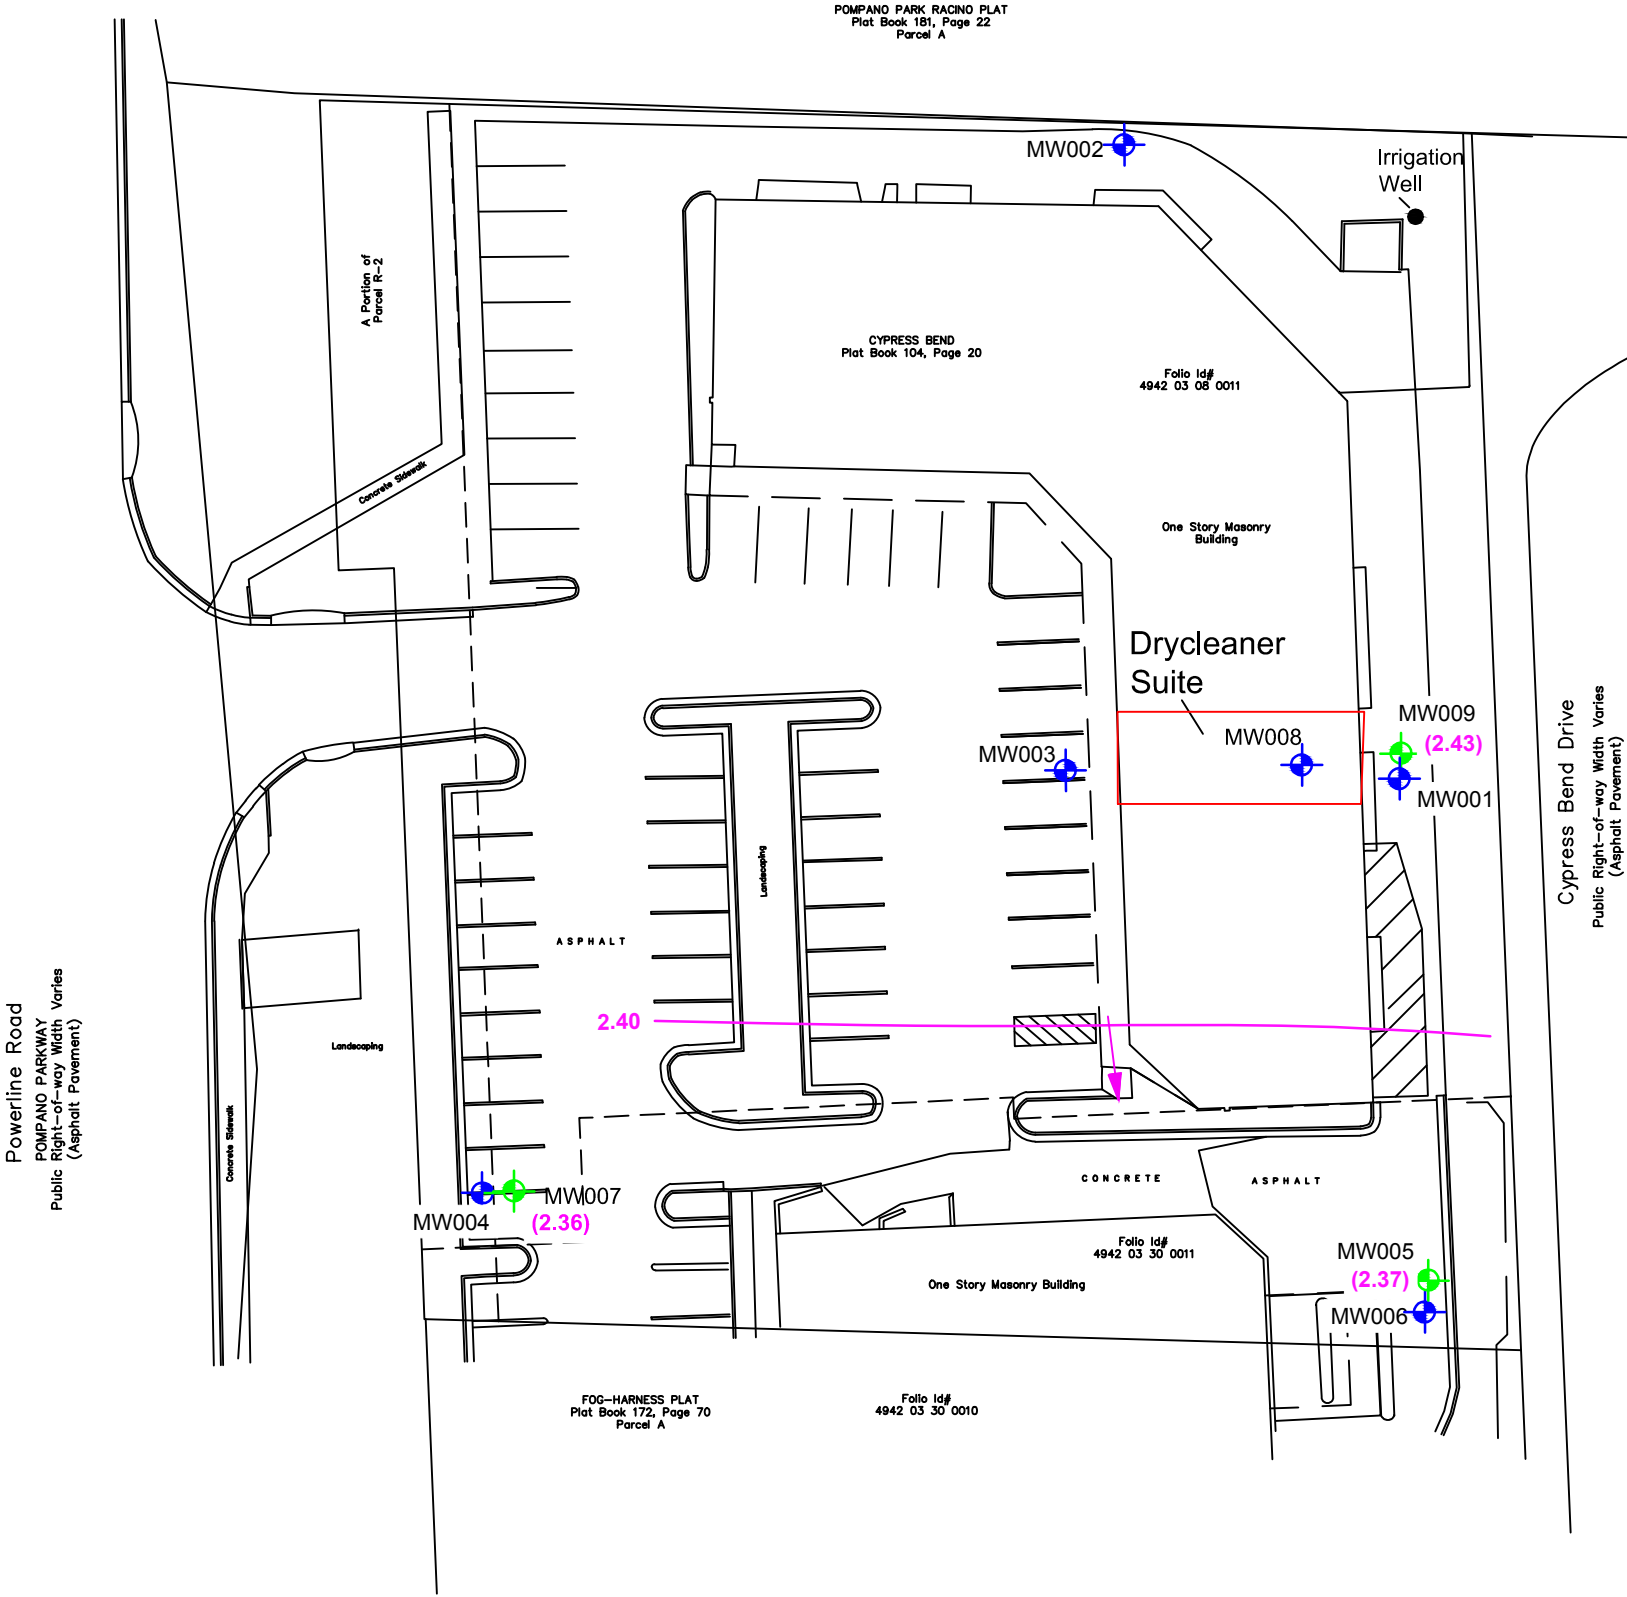 POMPANO PARK RACINO PLAT
Plat Book 181, Page 22
Parcel A
MW002
Irrigation
Well
A Portion of
Parcel R-2
CYPRESS BEND
Plat Book 104, Page 20
Folio Id#
4942 03 08 0011
Concrete Sidewalk
One Story Masonry
Building
Drycleaner
Suite
MW009
(2.43)
MW008
MW003
MW001
Cypress Bend Drive
Public Right-of-way Width Varies
(Asphalt Pavement)
Landscaping
ASPHALT
2.40
Powerline Road
POMPANO PARKWAY
Public Right-of-way Width Varies
(Asphalt Pavement)
Landscaping
Concrete Sidewalk
CONCRETE
ASPHALT
MW007
(2.36)
MW004
Folio Id#
4942 03 30 0011
MW005
(2.37)
One Story Masonry Building
MW006
FOG-HARNESS PLAT
Plat Book 172, Page 70
Parcel A
Folio Id#
4942 03 30 0010